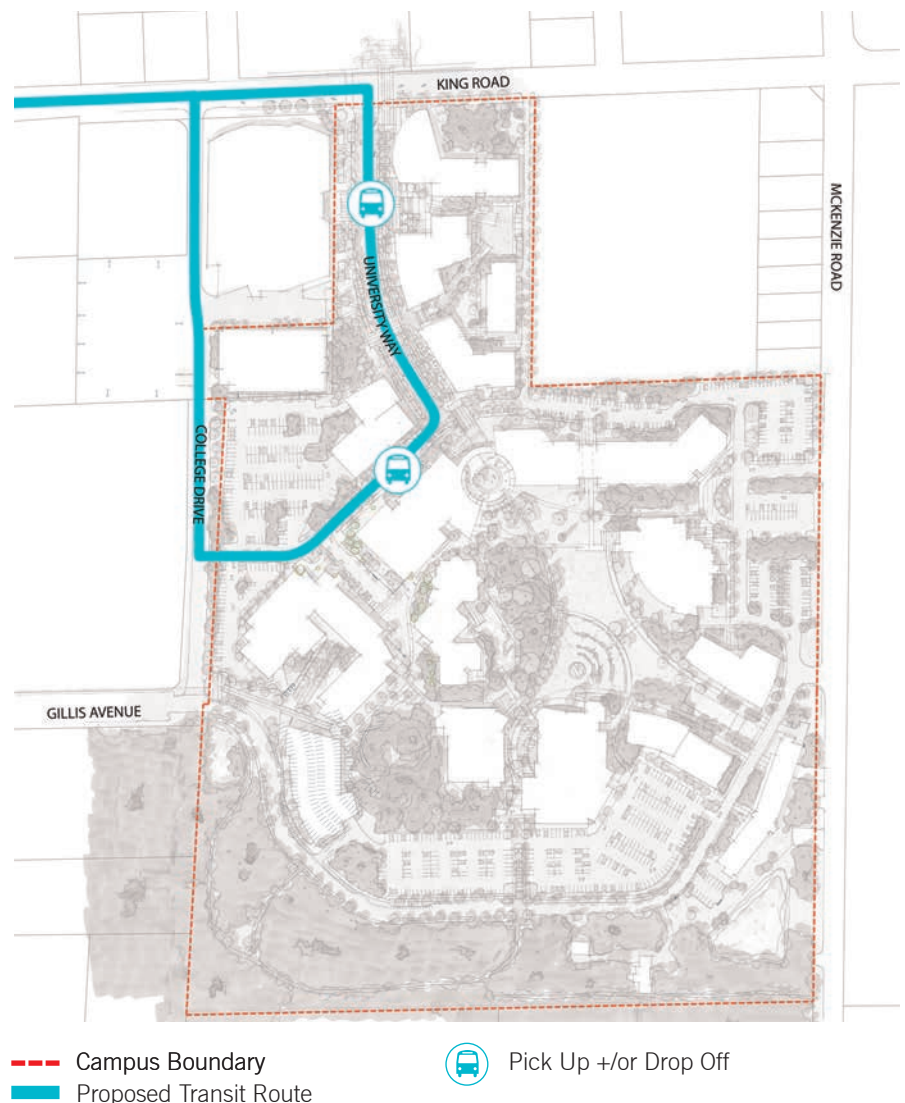 KING ROAD
MCKENZIE ROAD
UNIVERSITY WAY
COLLEGE DRIVE
GILLIS AVENUE
Campus Boundary
Pick Up +/or Drop Off
Proposed Transit Route